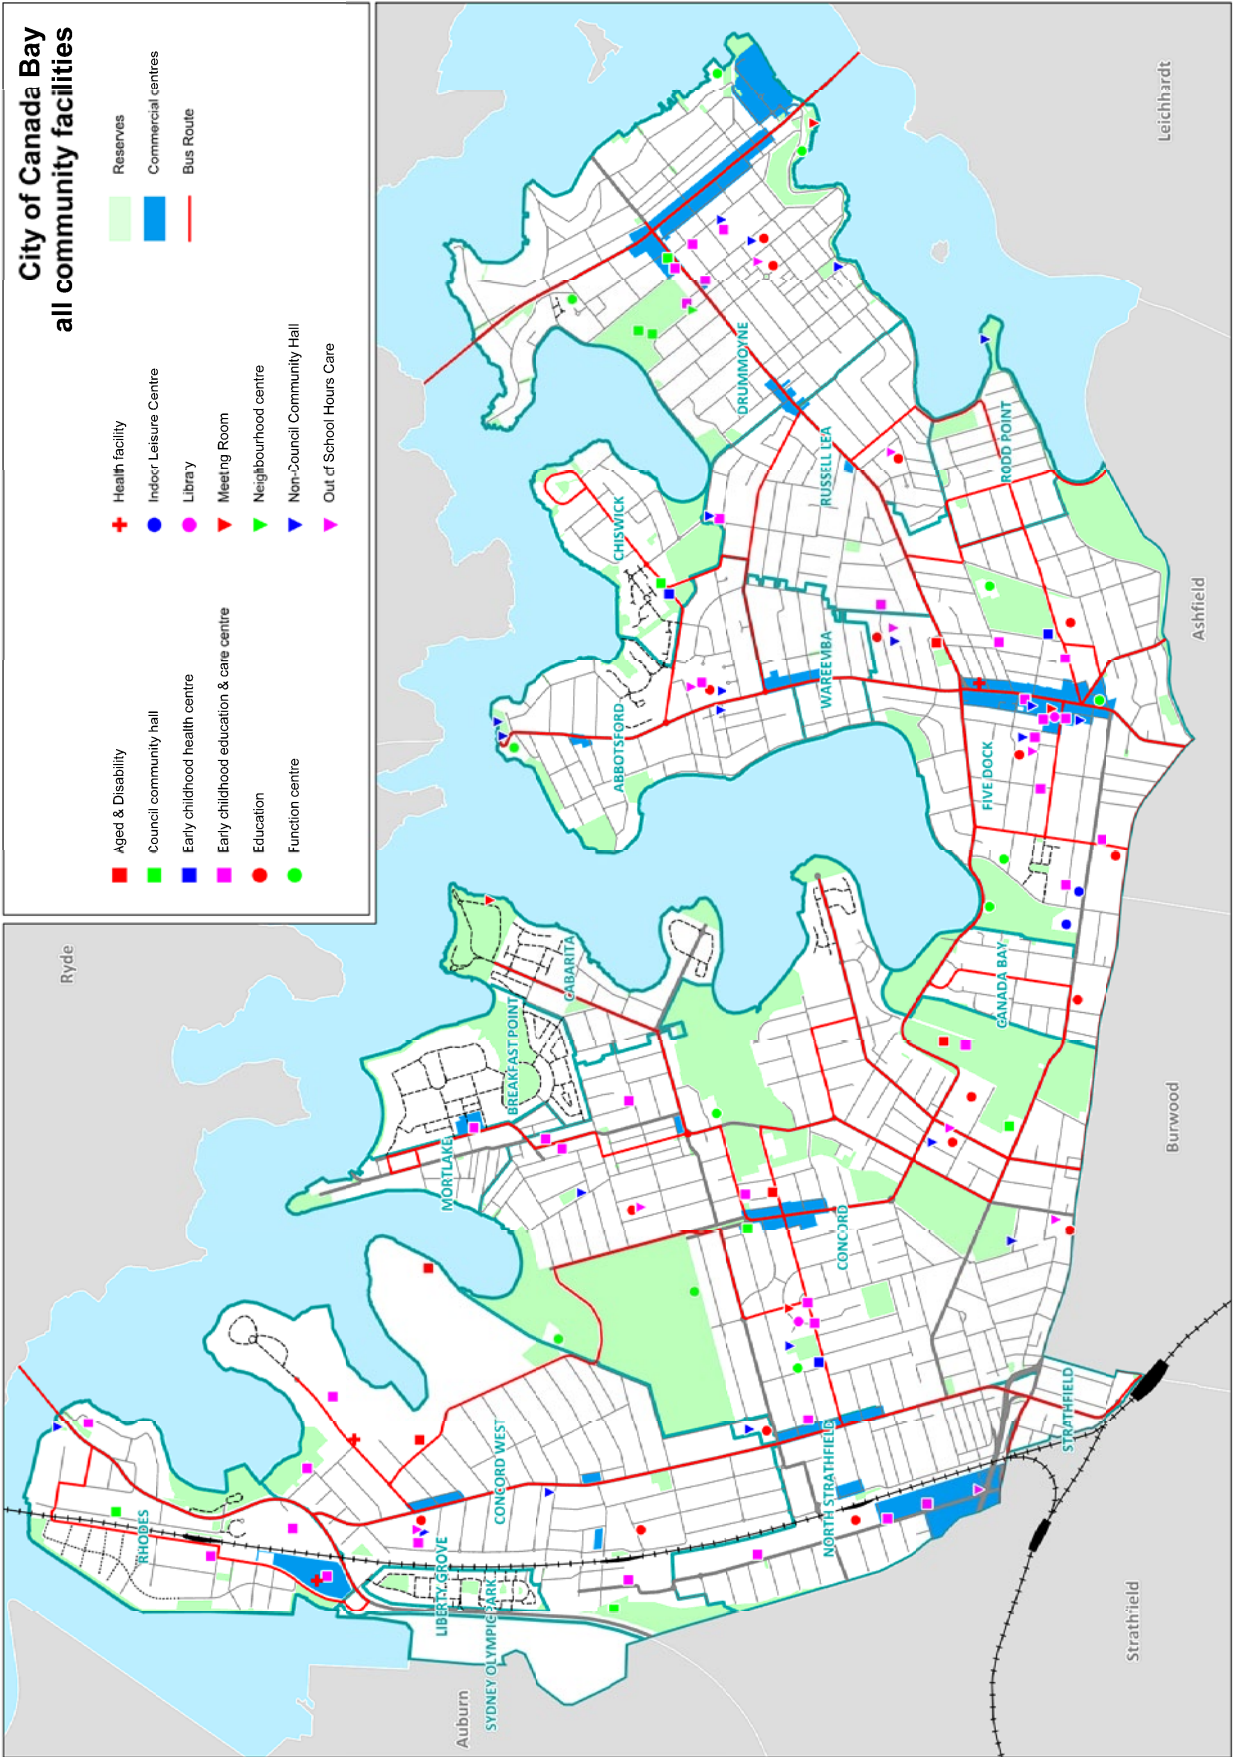 City of Canada Bay
all community facilities
Aged & Disability
Council community hall
Early childhood health centre
Early childhood education & care centre
Education
Function centre
Health facility
Indoor Leisure Centre
Library
Meeting Room
Neighbourhood centre
Non-Council Community Hall
Out of School Hours Care
Reserves
Commercial centres
Bus Route
Ryde
Leichhardt
Ashfield
Burwood
Strathfield
Auburn
RHODES
LIBERTY GROVE
SYDNEY OLYMPIC PARK
CONCORD WEST
NORTH STRATHFIELD
STRATHFIELD
CONCORD
MORTLAKE
BREAKFAST POINT
CABARITA
CANADA BAY
FIVE DOCK
ABBOTSFORD
WAREEMBA
CHISWICK
RUSSELL LEA
RODD POINT
DRUMMOYNE